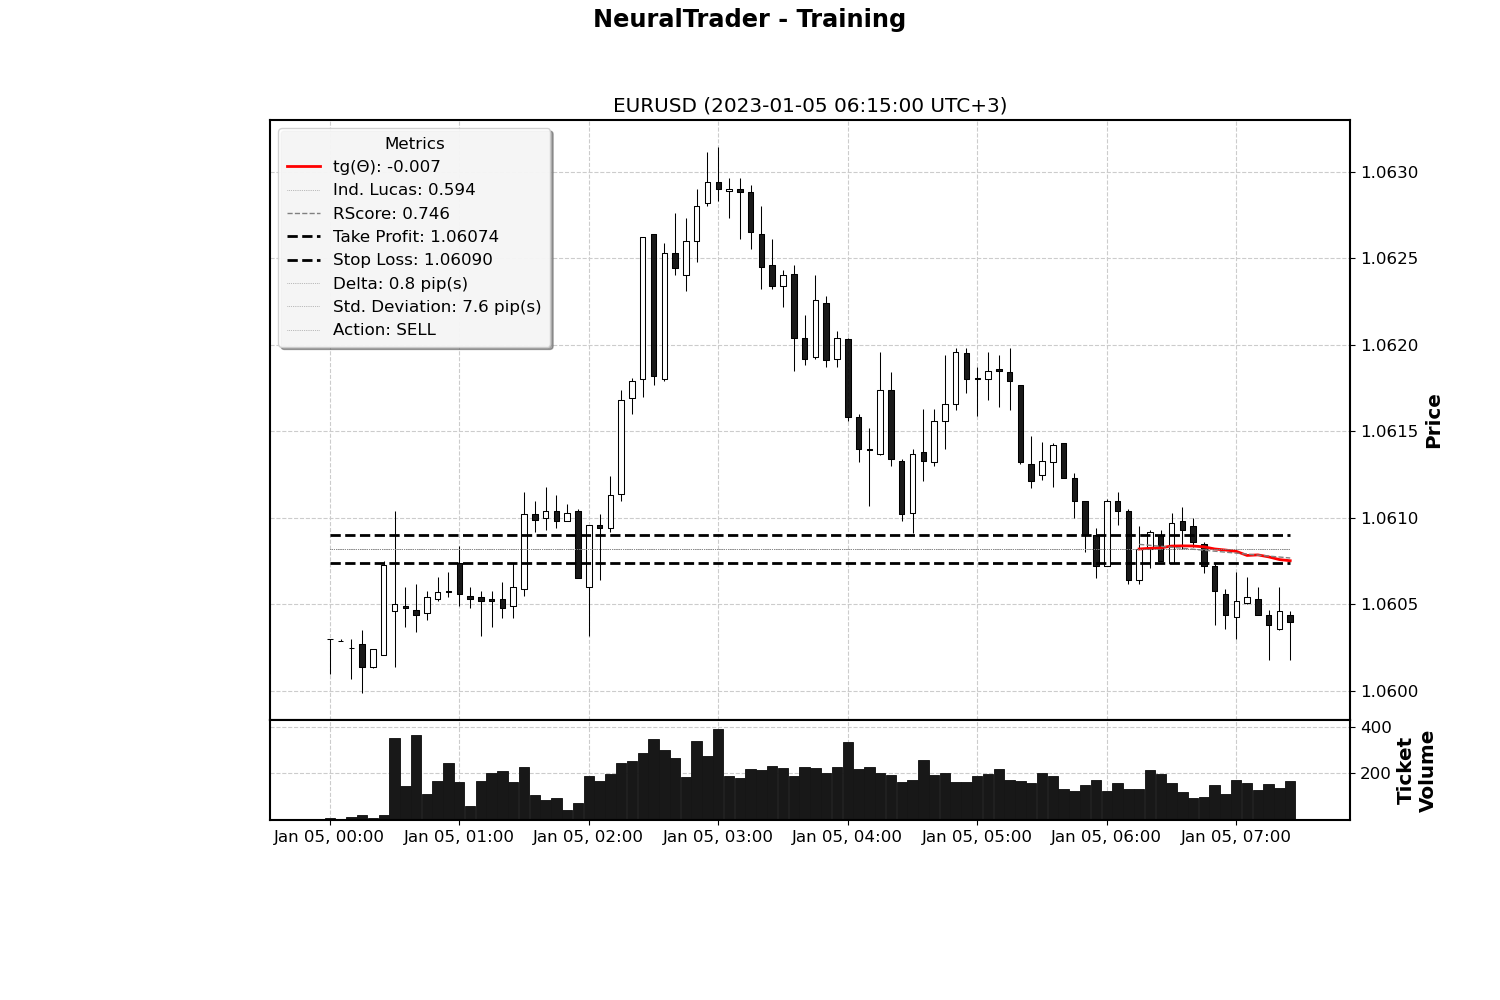 NeuralTrader - Training
EURUSD (2023-01-05 06:15:00 UTC+3)
Metrics
tg(Θ): -0.007
Ind. Lucas: 0.594
RScore: 0.746
Take Profit: 1.06074
Stop Loss: 1.06090
Delta: 0.8 pip(s)
Std. Deviation: 7.6 pip(s)
Action: SELL
1.0630
1.0625
1.0620
1.0615
1.0610
1.0605
1.0600
Price
400
200
Ticket
Volume
Jan 05, 00:00
Jan 05, 01:00
Jan 05, 02:00
Jan 05, 03:00
Jan 05, 04:00
Jan 05, 05:00
Jan 05, 06:00
Jan 05, 07:00